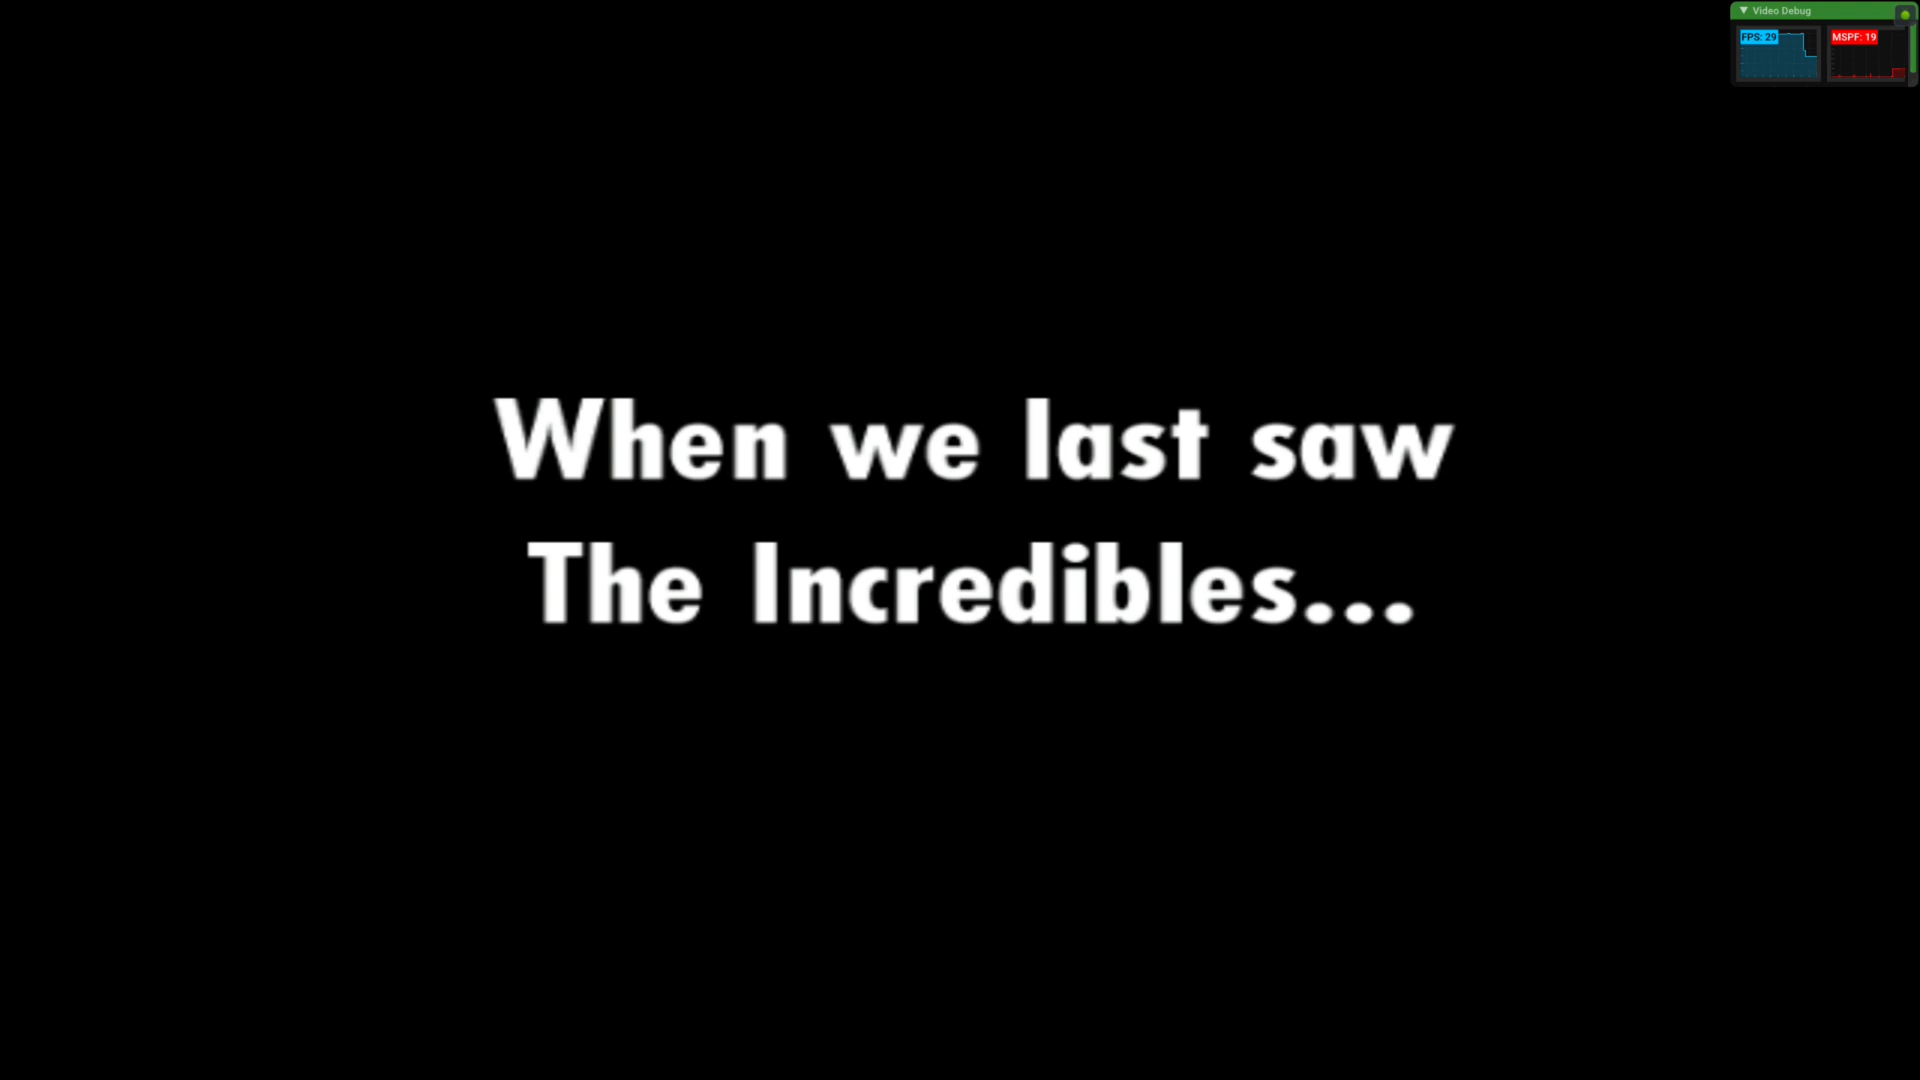 Video Debug
FPS: 29
MSPF: 19
When we last saw
The Incredibles...